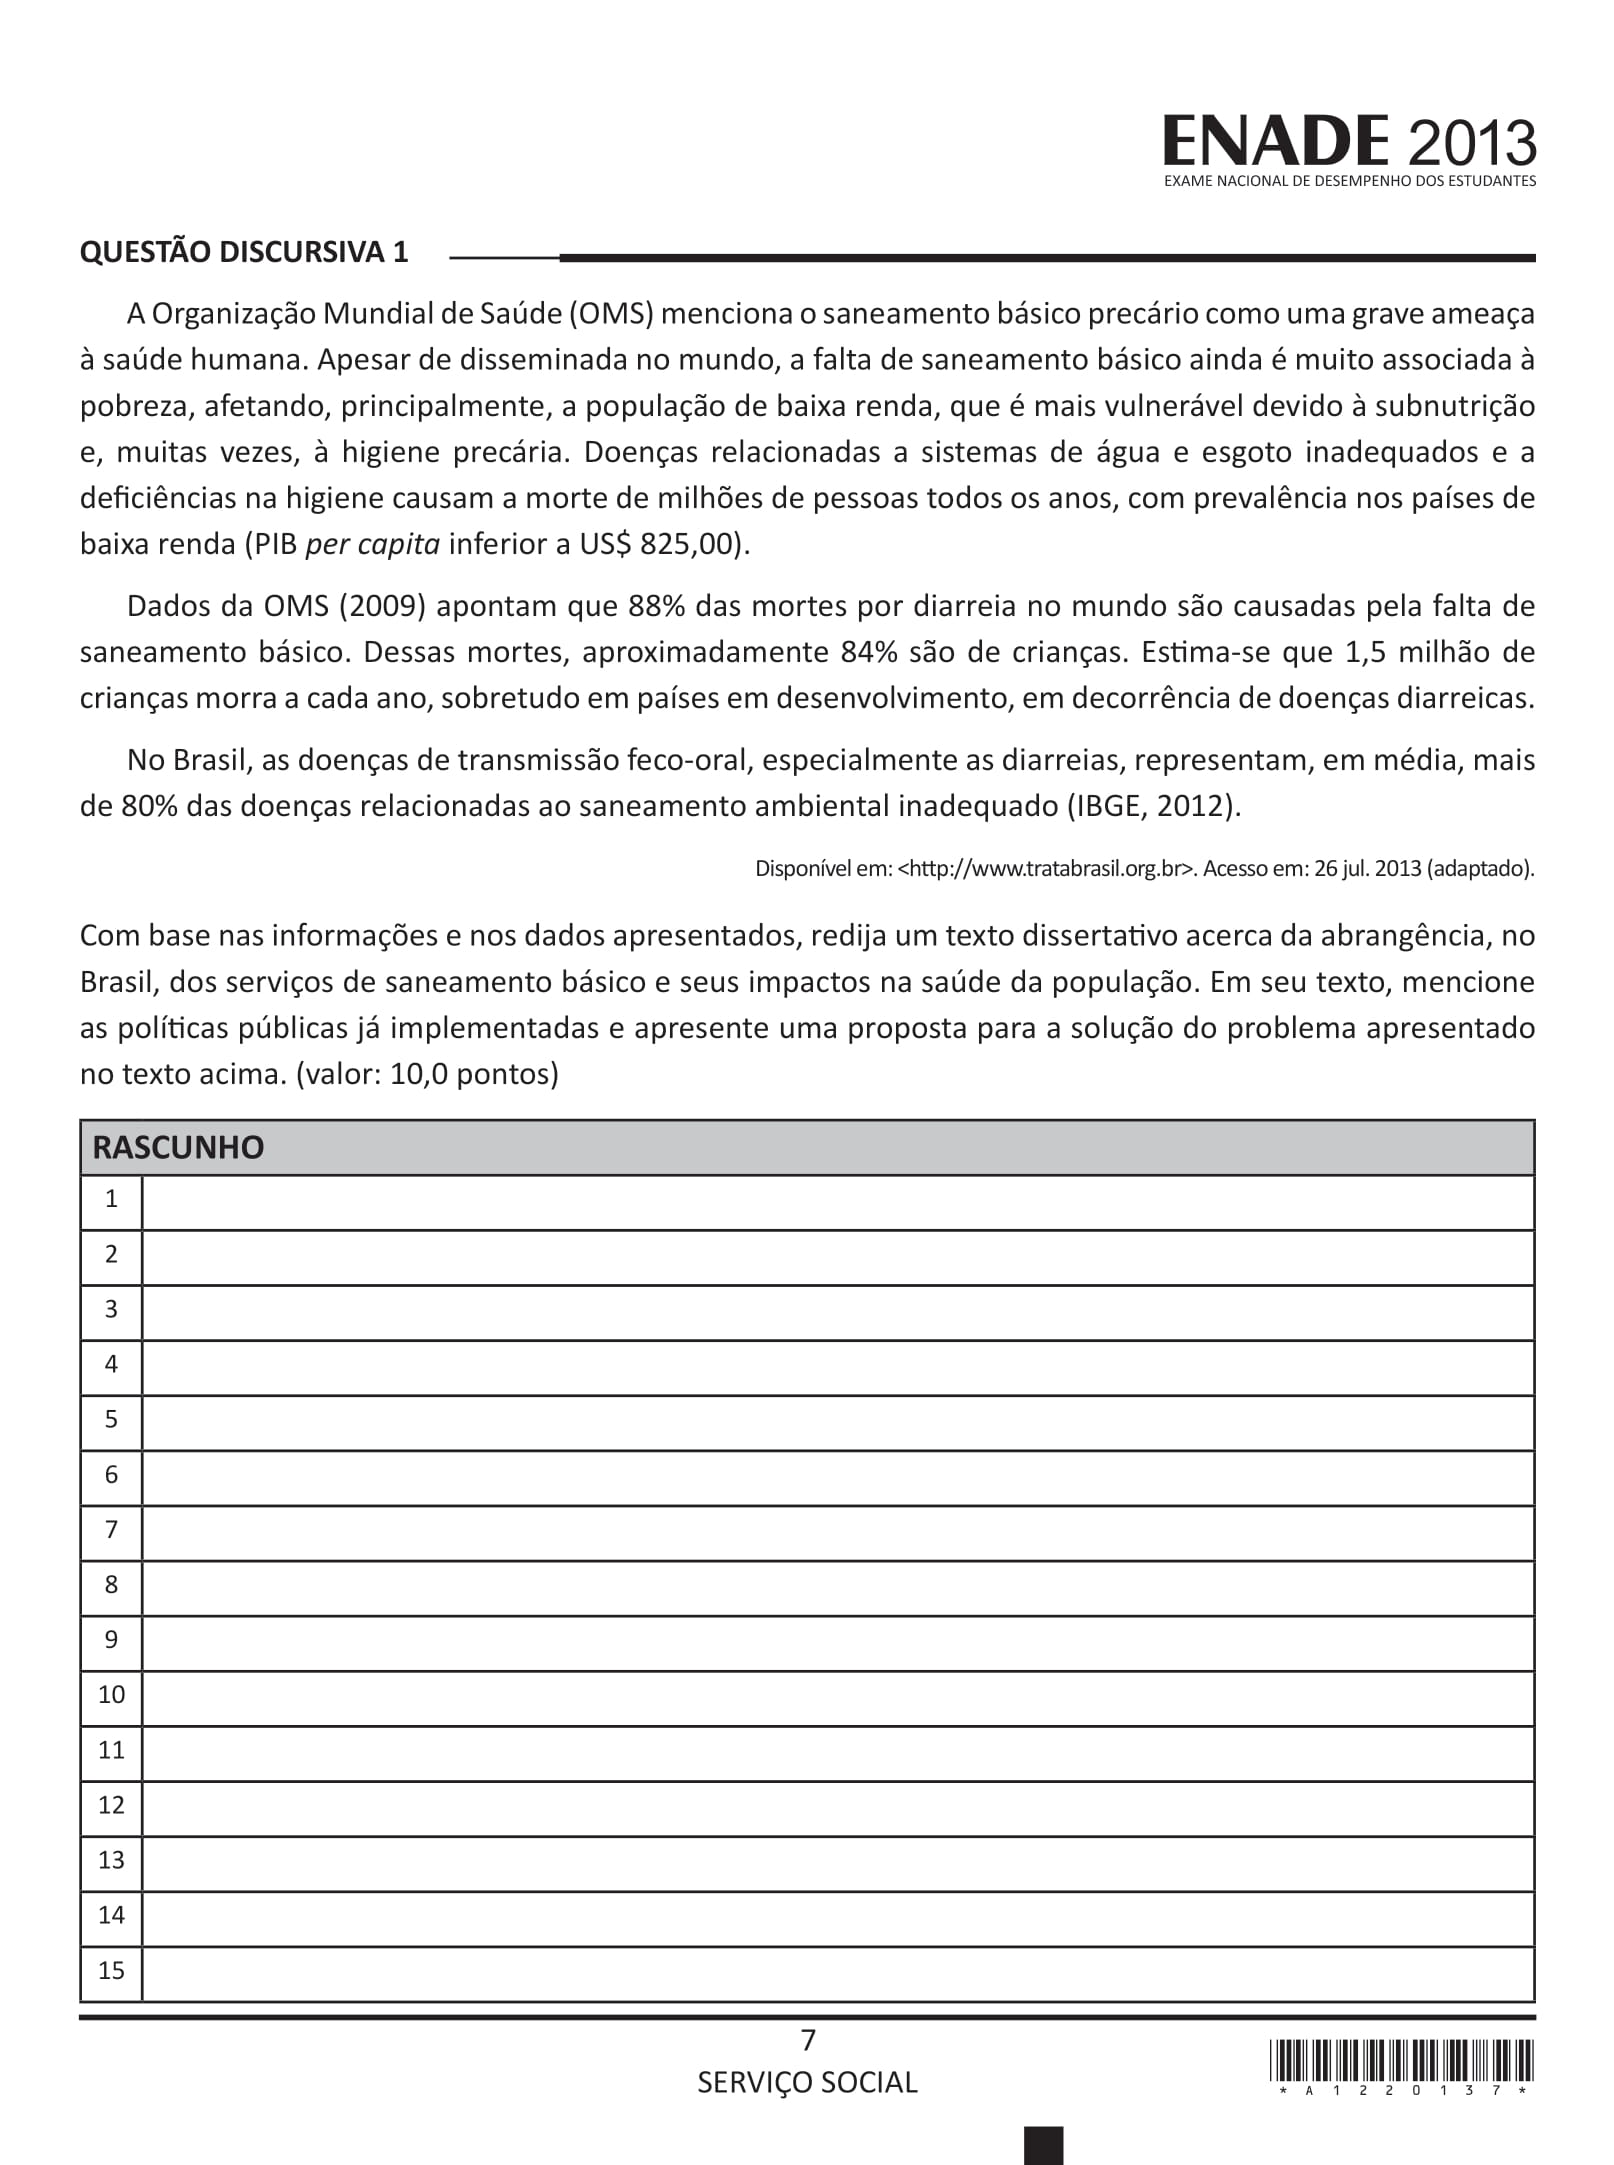 ENADE 2013
EXAME NACIONAL DE DESEMPENHO DOS ESTUDANTES
QUESTÃO DISCURSIVA 1
A Organização Mundial de Saúde (OMS) menciona o saneamento básico precário como uma grave ameaça
à saúde humana. Apesar de disseminada no mundo, a falta de saneamento básico ainda é muito associada à
pobreza, afetando, principalmente, a população de baixa renda, que é mais vulnerável devido à subnutrição
e, muitas vezes, à higiene precária. Doenças relacionadas a sistemas de água e esgoto inadequados e a
deficiências na higiene causam a morte de milhões de pessoas todos os anos, com prevalência nos países de
baixa renda (PIB per capita inferior a US$ 825,00).
Dados da OMS (2009) apontam que 88% das mortes por diarreia no mundo são causadas pela falta de
saneamento básico. Dessas mortes, aproximadamente 84% são de crianças. Estima-se que 1,5 milhão de
crianças morra a cada ano, sobretudo em países em desenvolvimento, em decorrência de doenças diarreicas.
No Brasil, as doenças de transmissão feco-oral, especialmente as diarreias, representam, em média, mais
de 80% das doenças relacionadas ao saneamento ambiental inadequado (IBGE, 2012).
Disponível em: <http://www.tratabrasil.org.br>. Acesso em: 26 jul. 2013 (adaptado).
Com base nas informações e nos dados apresentados, redija um texto dissertativo acerca da abrangência, no
Brasil, dos serviços de saneamento básico e seus impactos na saúde da população. Em seu texto, mencione
as políticas públicas já implementadas e apresente uma proposta para a solução do problema apresentado
no texto acima. (valor: 10,0 pontos)
RASCUNHO
1
2
3
4
5
6
7
8
9
10
11
12
13
14
15
7
SERVIÇO SOCIAL
* A 1 2 2 0 1 3 7 *